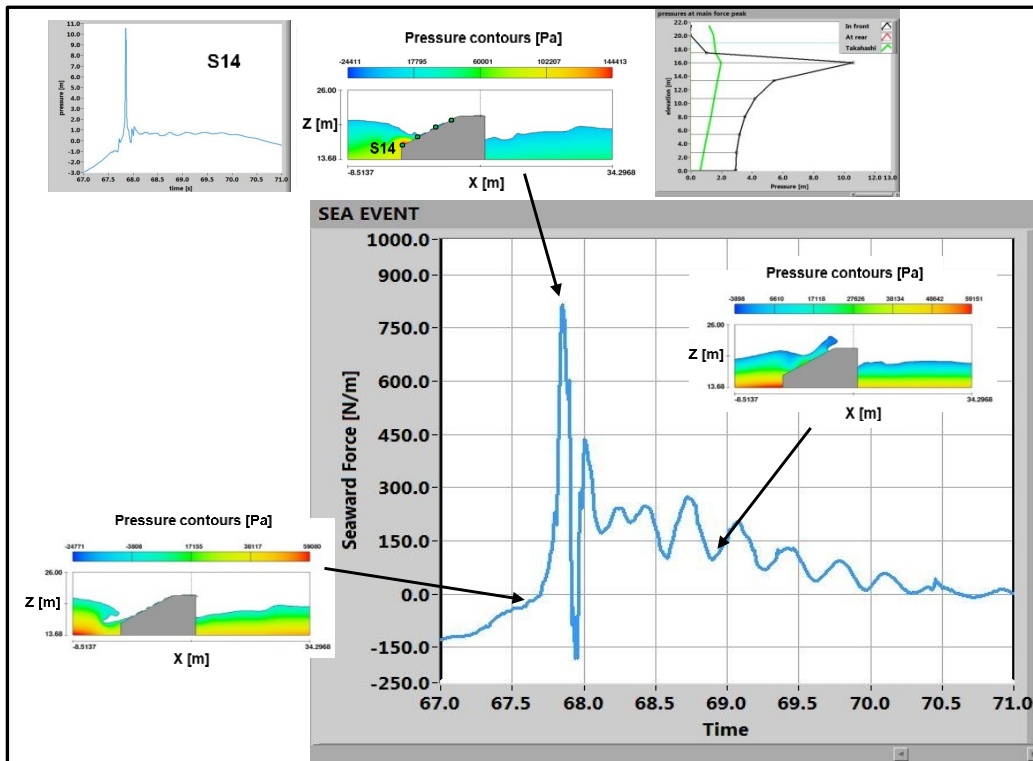 11.0
10.0
9.0
8.0
7.0
6.0
5.0
4.0
3.0
2.0
1.0
0.0
-1.0
-2.0
-3.0
pressure [m]
S14
67.0 67.5 68.0 68.5 69.0 69.5 70.0 70.5 71.0
time [s]
Pressure contours [Pa]
-24411 17795 60001 102207 144413
26.00
Z [m]
S14
13.68
-8.5137 34.2968
X [m]
pressures at main force peak
22.0
20.0
18.0
16.0
14.0
12.0
10.0
8.0
6.0
4.0
2.0
0.0
elevation [m]
In front
At rear
Takahashi
0.0 2.0 4.0 6.0 8.0 10.0 12.0 13.0
Pressure [m]
SEA EVENT
1000.0
900.0
750.0
600.0
450.0
300.0
150.0
0.0
-150.0
-250.0
Seaward Force [N/m]
67.0 67.5 68.0 68.5 69.0 69.5 70.0 70.5 71.0
Time
Pressure contours [Pa]
-3898 6610 17118 27626 38134 48642 59151
26.00
Z [m]
13.68
-8.5137 34.2968
X [m]
Pressure contours [Pa]
-24771 -3808 17155 38117 59080
26.00
Z [m]
13.68
-8.5137 34.2968
X [m]